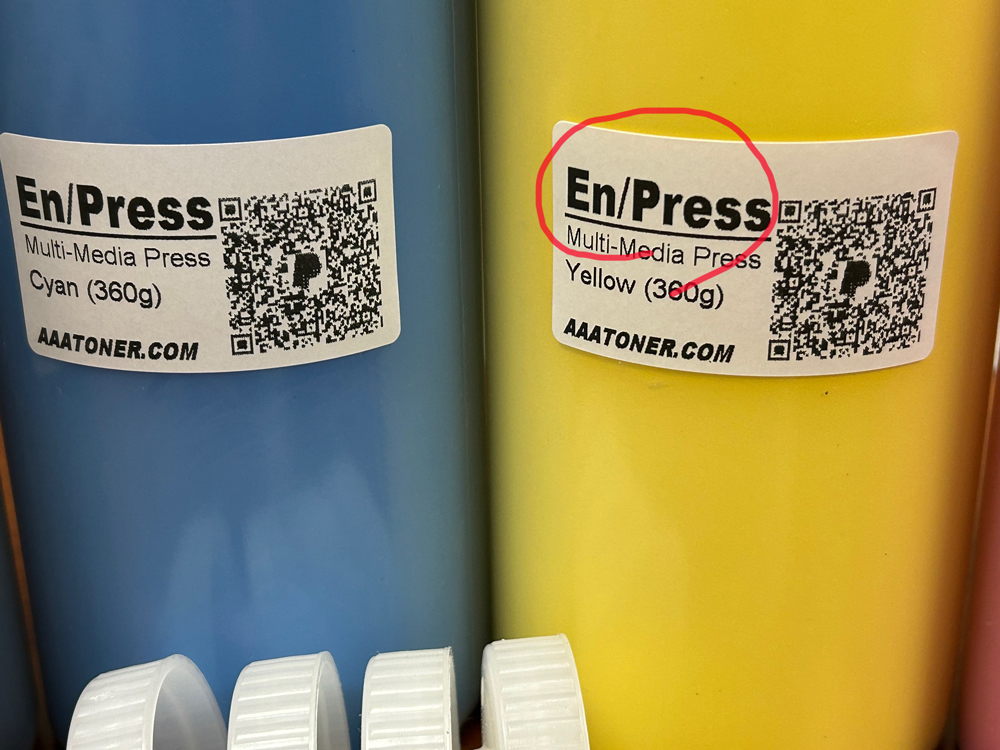 En/Press
Multi-Media Press
Cyan (360g)
AAATONER.COM
En/Press
Multi-Media Press
Yellow (360g)
AAATONER.COM